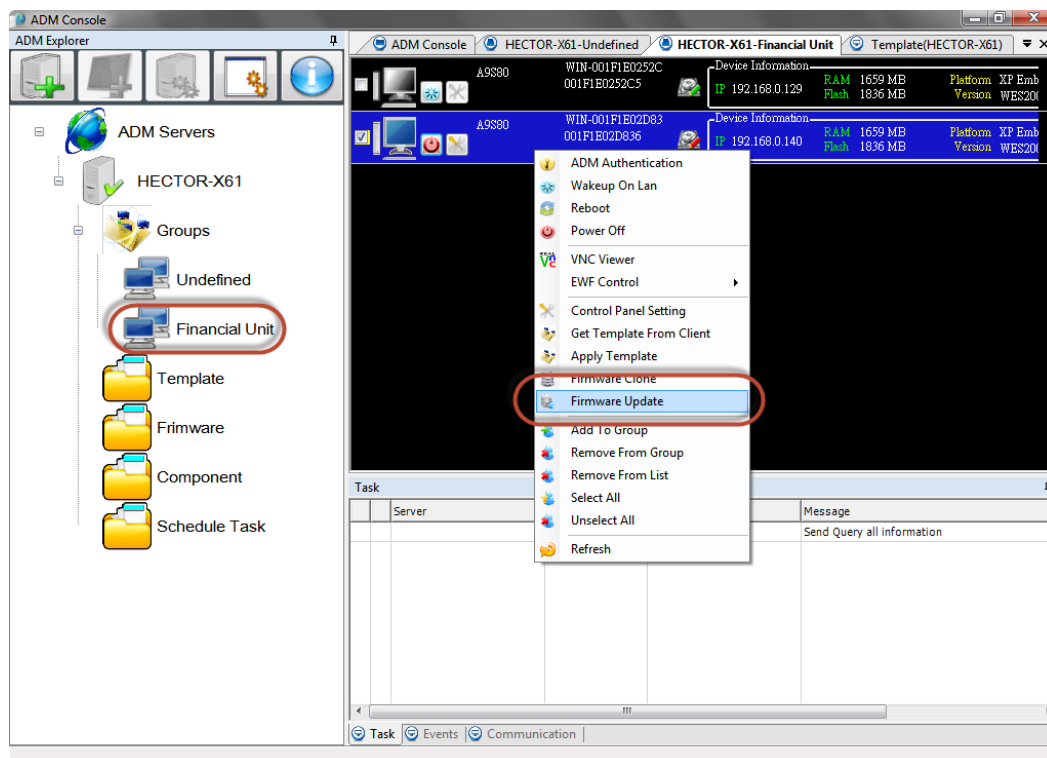 ADM Console
ADM Explorer
ADM Servers
HECTOR-X61
Groups
Undefined
Financial Unit
Template
Frimware
Component
Schedule Task
ADM Console HECTOR-X61-Undefined HECTOR-X61-Financial Unit Template(HECTOR-X61)
A9S80 WIN-001F1E0252C Device Information
001F1E0252C5 IP 192.168.0.129 RAM 1659 MB Platform XP Emb
Flash 1836 MB Version WES200
A9S80 WIN-001F1E02D83 Device Information
001F1E02D836 IP 192.168.0.140 RAM 1659 MB Platform XP Emb
Flash 1836 MB Version WES200
ADM Authentication
Wakeup On Lan
Reboot
Power Off
VNC Viewer
EWF Control
Control Panel Setting
Get Template From Client
Apply Template
Firmware Clone
Firmware Update
Add To Group
Remove From Group
Remove From List
Select All
Unselect All
Refresh
Task
Server Message
Send Query all information
Task Events Communication